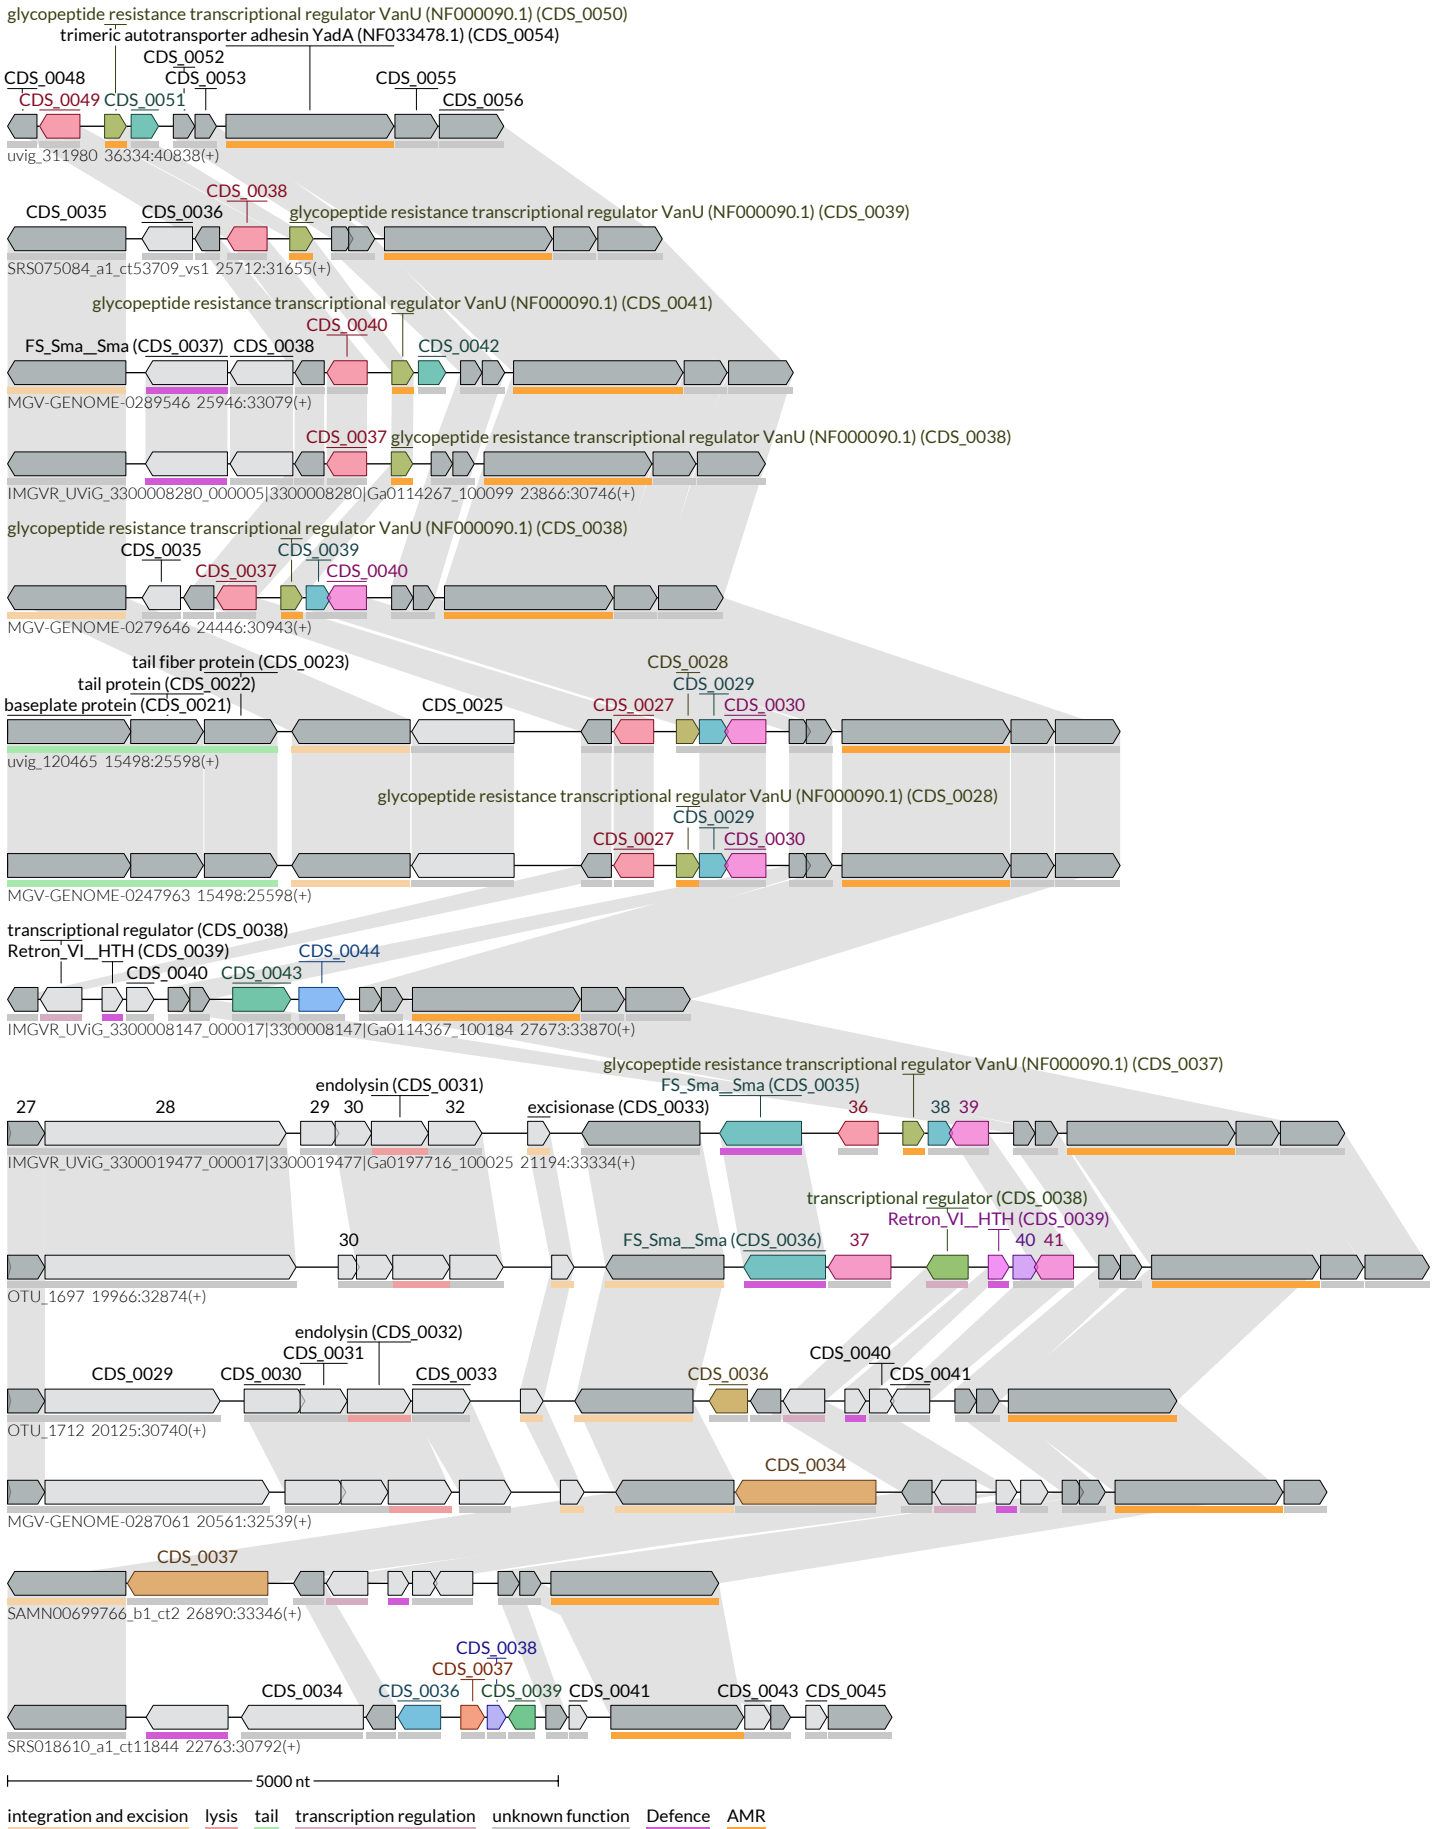 glycopeptide resistance transcriptional regulator VanU (NF000090.1) (CDS_0050)
trimeric autotransporter adhesin YadA (NF033478.1) (CDS_0054)
CDS_0052
CDS_0048 CDS_0053 CDS_0055
CDS_0049 CDS_0051 CDS_0056
uvig_311980 36334:40838(+)
CDS_0038
CDS_0035 CDS_0036 glycopeptide resistance transcriptional regulator VanU (NF000090.1) (CDS_0039)
SRS075084_a1_ct53709_vs1 25712:31655(+)
glycopeptide resistance transcriptional regulator VanU (NF000090.1) (CDS_0041)
CDS_0040
FS_Sma__Sma (CDS_0037) CDS_0038 CDS_0042
MGV-GENOME-0289546 25946:33079(+)
CDS_0037 glycopeptide resistance transcriptional regulator VanU (NF000090.1) (CDS_0038)
IMGVR_UViG_3300008280_000005|3300008280|Ga0114267_100099 23866:30746(+)
glycopeptide resistance transcriptional regulator VanU (NF000090.1) (CDS_0038)
CDS_0035 CDS_0039
CDS_0037 CDS_0040
MGV-GENOME-0279646 24446:30943(+)
tail fiber protein (CDS_0023) CDS_0028
tail protein (CDS_0022) CDS_0029
baseplate protein (CDS_0021) CDS_0025 CDS_0027 CDS_0030
uvig_120465 15498:25598(+)
glycopeptide resistance transcriptional regulator VanU (NF000090.1) (CDS_0028)
CDS_0029
CDS_0027 CDS_0030
MGV-GENOME-0247963 15498:25598(+)
transcriptional regulator (CDS_0038)
Retron_VI__HTH (CDS_0039) CDS_0044
CDS_0040 CDS_0043
IMGVR_UViG_3300008147_000017|3300008147|Ga0114367_100184 27673:33870(+)
glycopeptide resistance transcriptional regulator VanU (NF000090.1) (CDS_0037)
endolysin (CDS_0031) FS_Sma__Sma (CDS_0035)
27 28 29 30 32 excisionase (CDS_0033) 36 38 39
IMGVR_UViG_3300019477_000017|3300019477|Ga0197716_100025 21194:33334(+)
transcriptional regulator (CDS_0038)
Retron_VI__HTH (CDS_0039)
30 FS_Sma__Sma (CDS_0036) 37 40 41
OTU_1697 19966:32874(+)
endolysin (CDS_0032)
CDS_0031 CDS_0040
CDS_0029 CDS_0030 CDS_0033 CDS_0036 CDS_0041
OTU_1712 20125:30740(+)
CDS_0034
MGV-GENOME-0287061 20561:32539(+)
CDS_0037
SAMN00699766_b1_ct2 26890:33346(+)
CDS_0038
CDS_0037
CDS_0034 CDS_0036 CDS_0039 CDS_0041 CDS_0043 CDS_0045
SRS018610_a1_ct11844 22763:30792(+)
5000 nt
integration and excision lysis tail transcription regulation unknown function Defence AMR